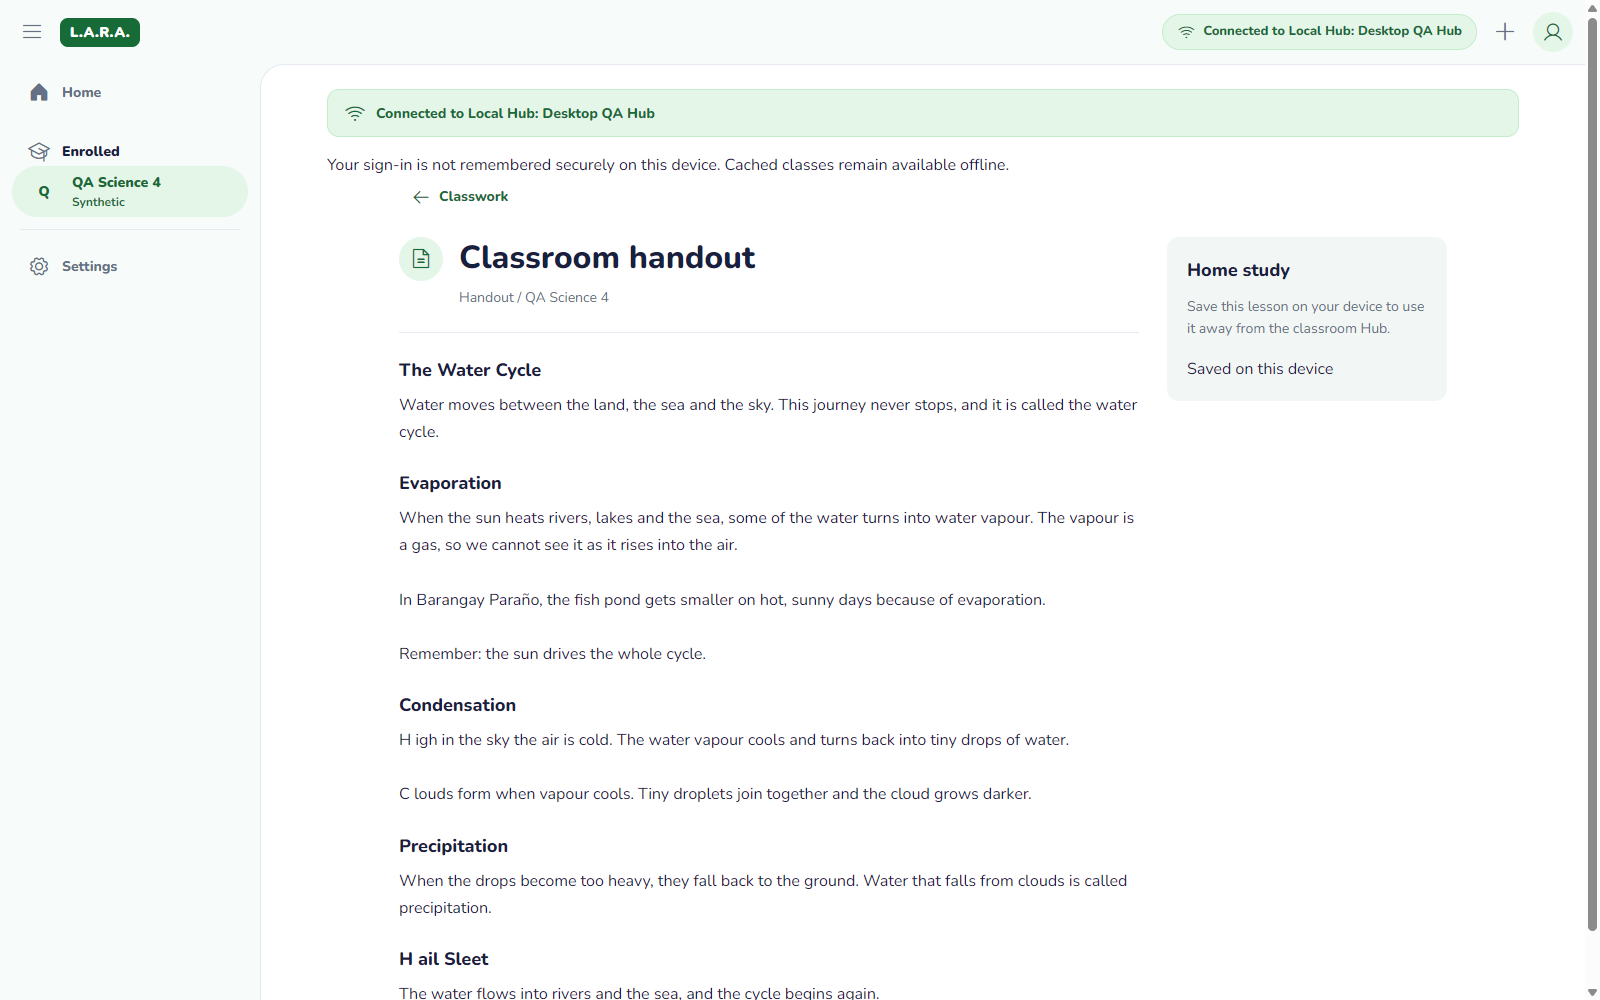 L.A.R.A.
Connected to Local Hub: Desktop QA Hub
Home
Enrolled
Q
QA Science 4
Synthetic
Settings
Connected to Local Hub: Desktop QA Hub
Your sign-in is not remembered securely on this device. Cached classes remain available offline.
Classwork
Classroom handout
Handout / QA Science 4
The Water Cycle
Water moves between the land, the sea and the sky. This journey never stops, and it is called the water
cycle.
Evaporation
When the sun heats rivers, lakes and the sea, some of the water turns into water vapour. The vapour is
a gas, so we cannot see it as it rises into the air.
In Barangay Paraño, the fish pond gets smaller on hot, sunny days because of evaporation.
Remember: the sun drives the whole cycle.
Condensation
H igh in the sky the air is cold. The water vapour cools and turns back into tiny drops of water.
C louds form when vapour cools. Tiny droplets join together and the cloud grows darker.
Precipitation
When the drops become too heavy, they fall back to the ground. Water that falls from clouds is called
precipitation.
H ail Sleet
The water flows into rivers and the sea, and the cycle begins again.
Home study
Save this lesson on your device to use
it away from the classroom Hub.
Saved on this device